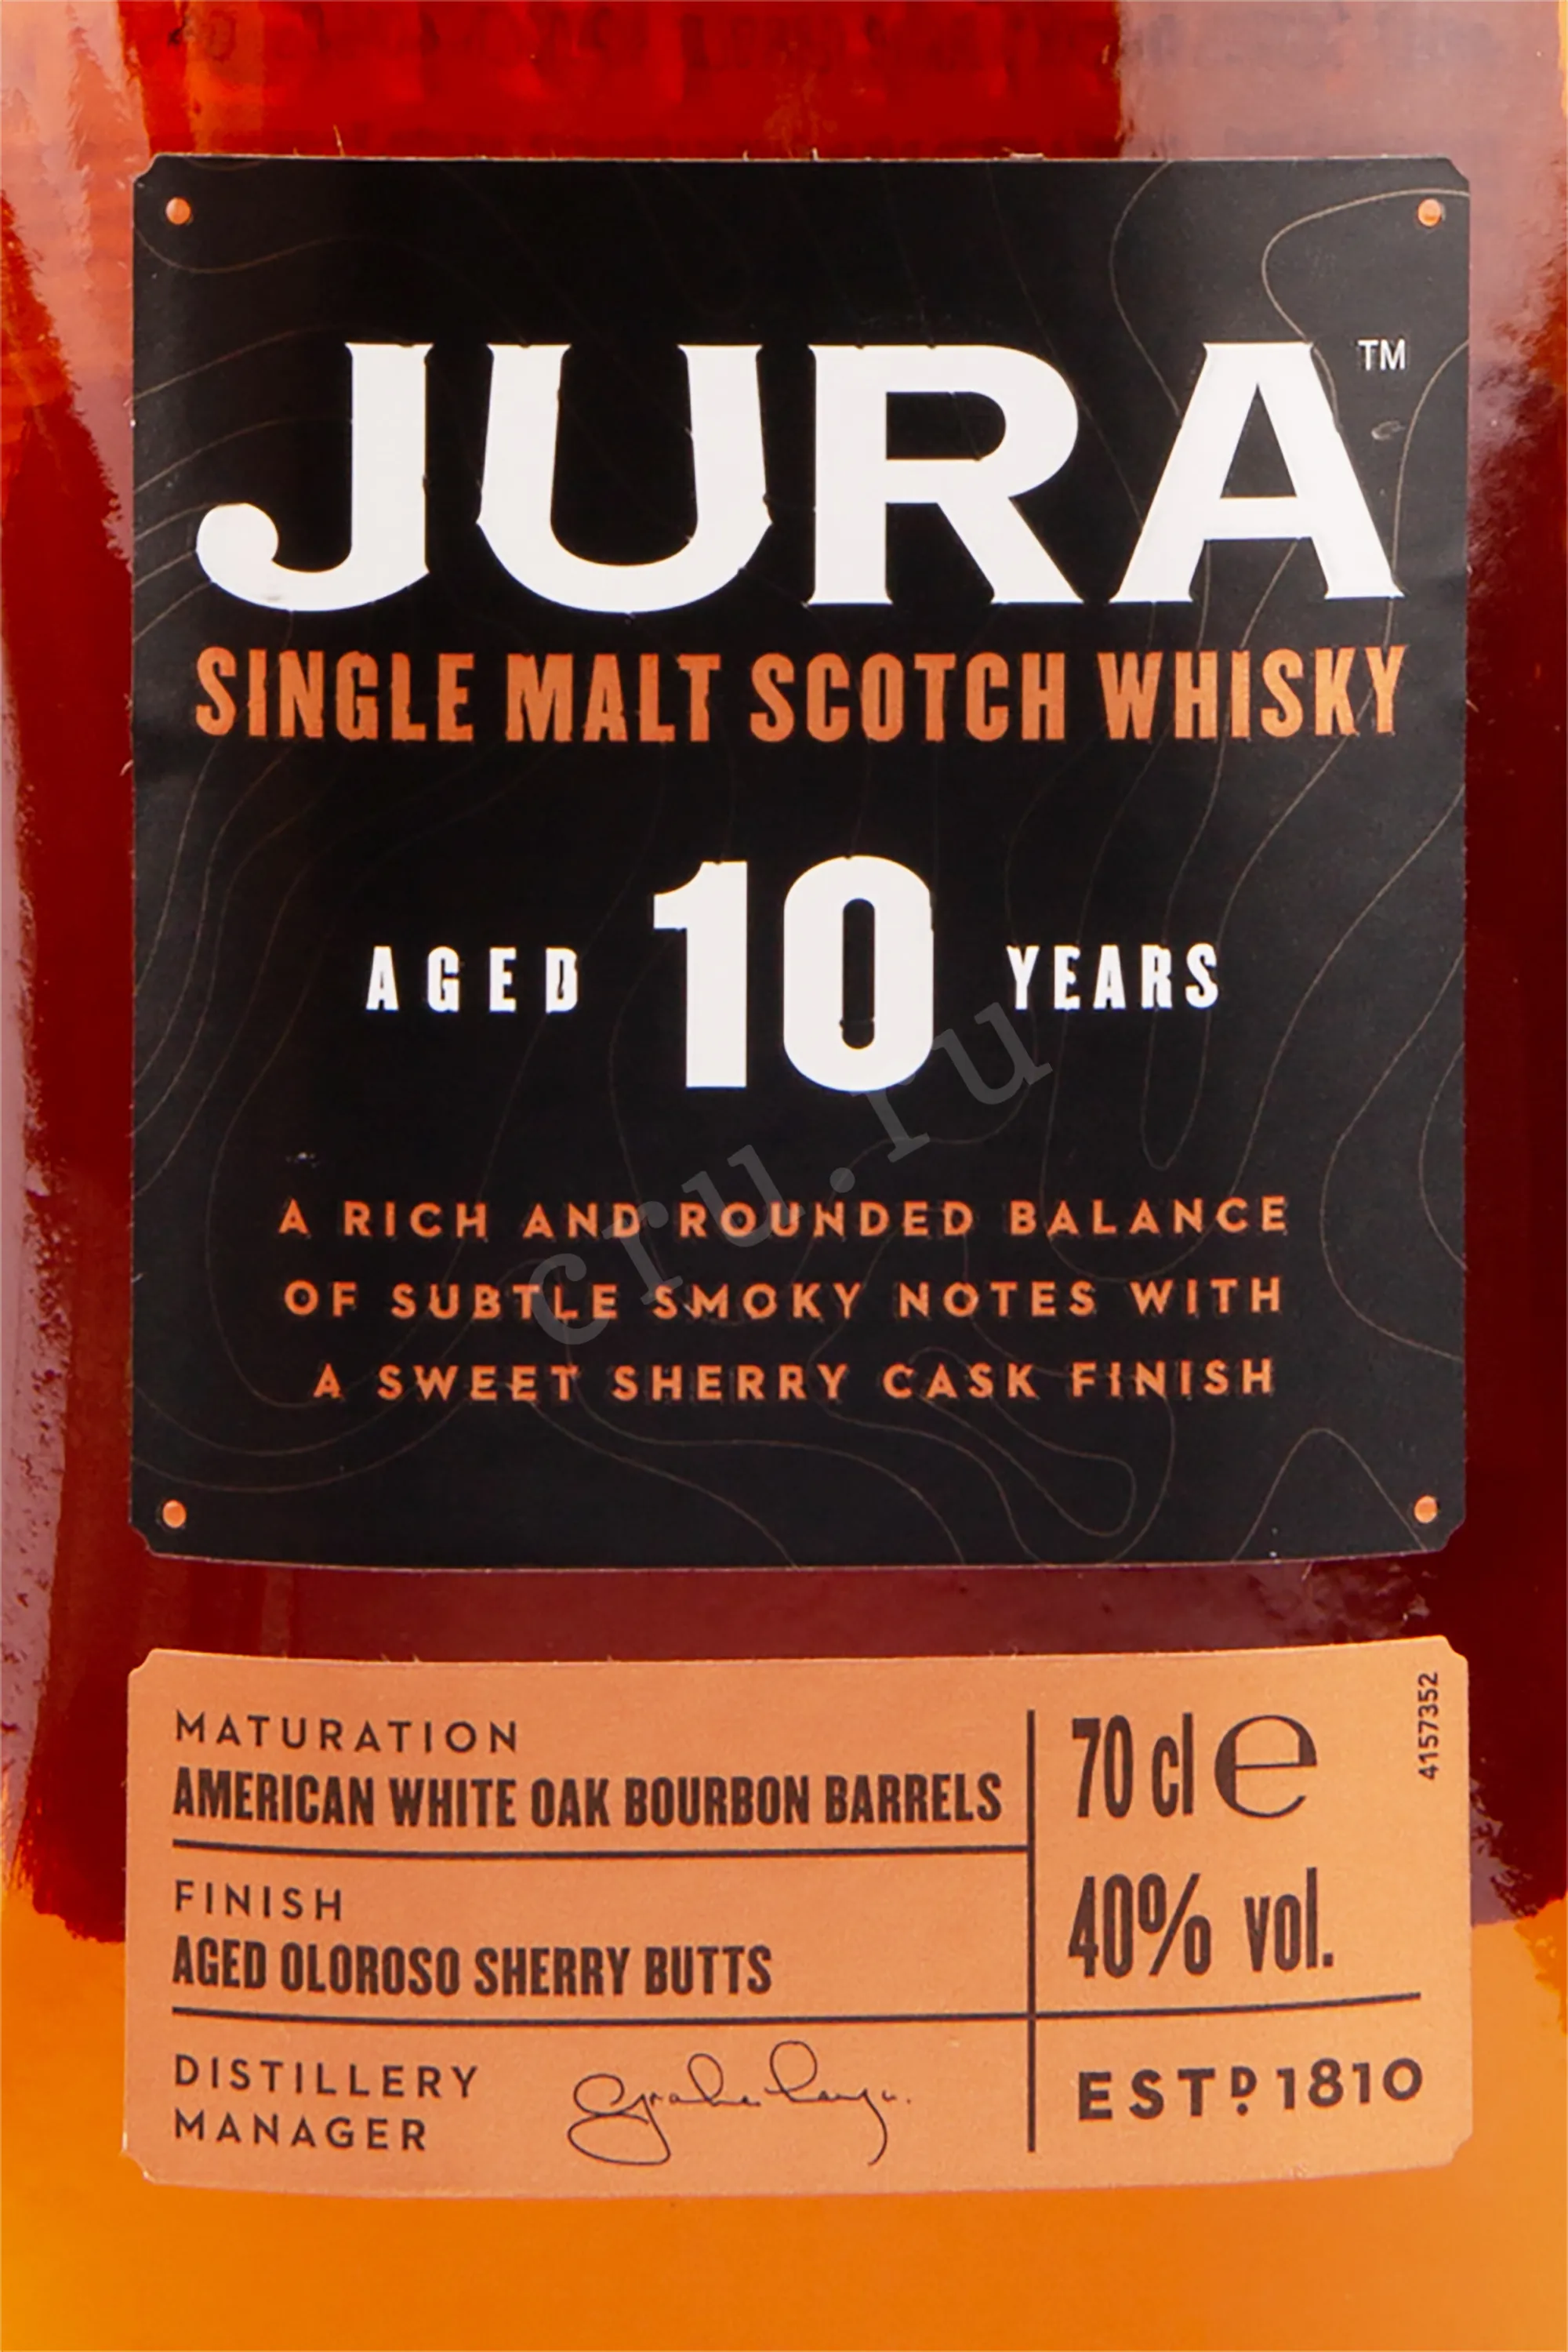 JURA™
SINGLE MALT SCOTCH WHISKY
AGED 10 YEARS
A RICH AND ROUNDED BALANCE
OF SUBTLE SMOKY NOTES WITH
A SWEET SHERRY CASK FINISH
cru.ru
MATURATION
AMERICAN WHITE OAK BOURBON BARRELS
FINISH
AGED OLOROSO SHERRY BUTTS
DISTILLERY
MANAGER
70 cl e
40% vol.
ESTD 1810
4157352